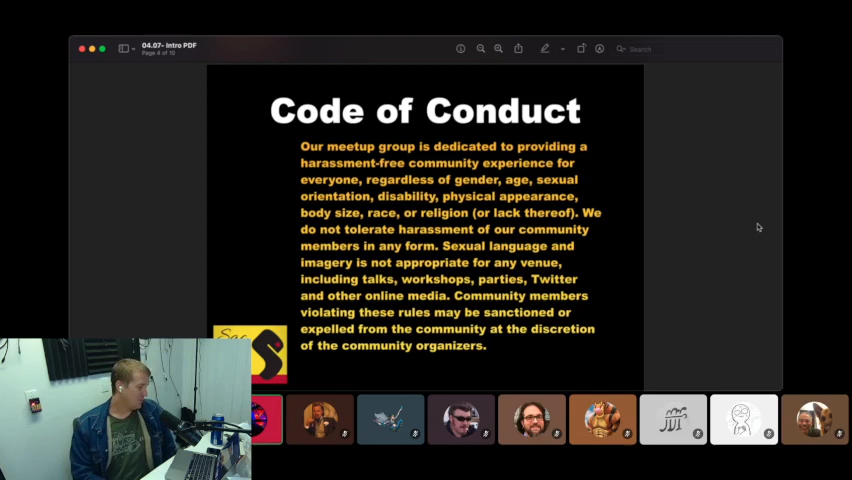 04.07- Intro PDF
Page 4 of 10
Search
Code of Conduct
Our meetup group is dedicated to providing a
harassment-free community experience for
everyone, regardless of gender, age, sexual
orientation, disability, physical appearance,
body size, race, or religion (or lack thereof). We
do not tolerate harassment of our community
members in any form. Sexual language and
imagery is not appropriate for any venue,
including talks, workshops, parties, Twitter
and other online media. Community members
violating these rules may be sanctioned or
expelled from the community at the discretion
of the community organizers.
Sac